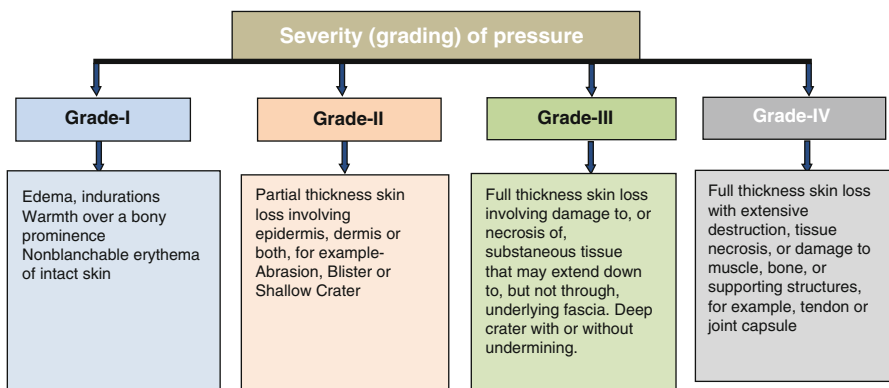 Severity (grading) of pressure
Grade-I
Grade-II
Grade-III
Grade-IV
Edema, indurations
Warmth over a bony
prominence
Nonblanchable erythema
of intact skin
Partial thickness skin
loss involving
epidermis, dermis or
both, for example-
Abrasion, Blister or
Shallow Crater
Full thickness skin loss
involving damage to, or
necrosis of,
substaneous tissue
that may extend down
to, but not through,
underlying fascia. Deep
crater with or without
undermining.
Full thickness skin loss
with extensive
destruction, tissue
necrosis, or damage to
muscle, bone, or
supporting structures,
for example, tendon or
joint capsule